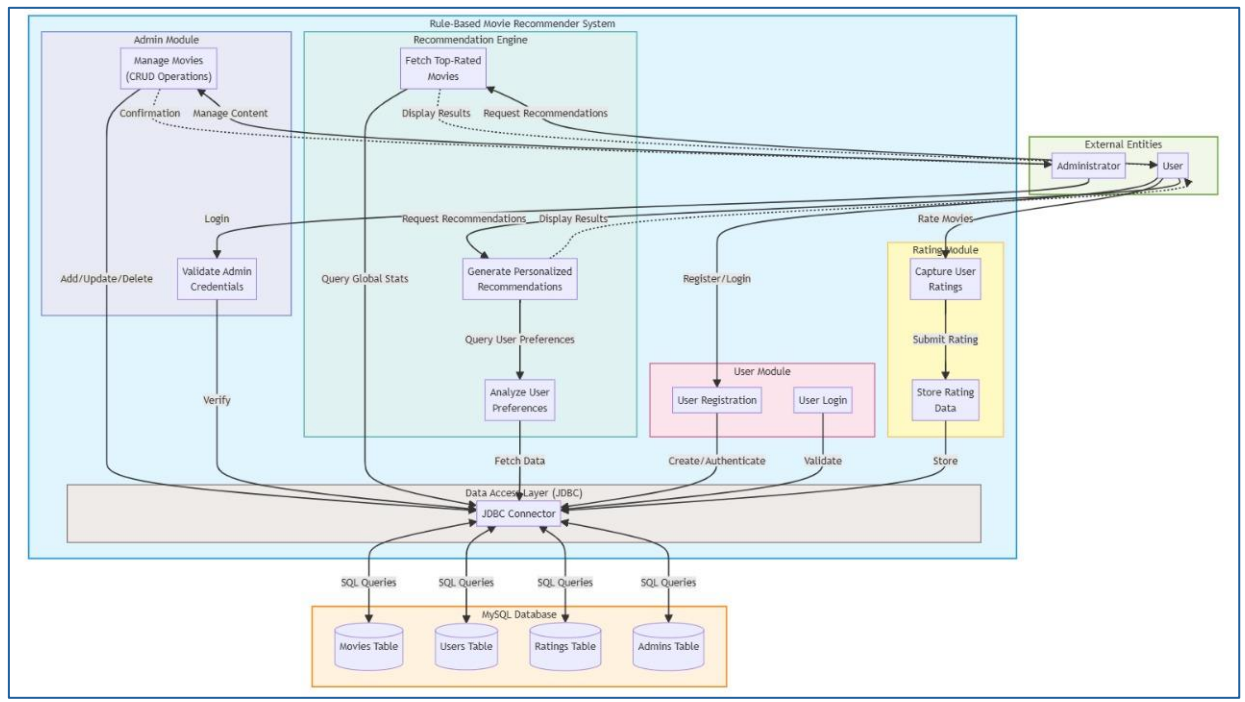 Rule-Based Movie Recommender System
Admin Module
Recommendation Engine
Manage Movies
(CRUD Operations)
Fetch Top-Rated
Movies
Confirmation
Manage Content
Display Results
Request Recommendations
External Entities
Administrator
User
Login
Request Recommendations
Display Results
Rate Movies
Rating Module
Validate Admin
Credentials
Generate Personalized
Recommendations
Capture User
Ratings
Add/Update/Delete
Query Global Stats
Register/Login
Query User Preferences
Submit Rating
User Module
Verify
Analyze User
Preferences
User Registration
User Login
Store Rating
Data
Fetch Data
Create/Authenticate
Validate
Store
Data Access Layer (JDBC)
JDBC Connector
SQL Queries
SQL Queries
SQL Queries
SQL Queries
MySQL Database
Movies Table
Users Table
Ratings Table
Admins Table